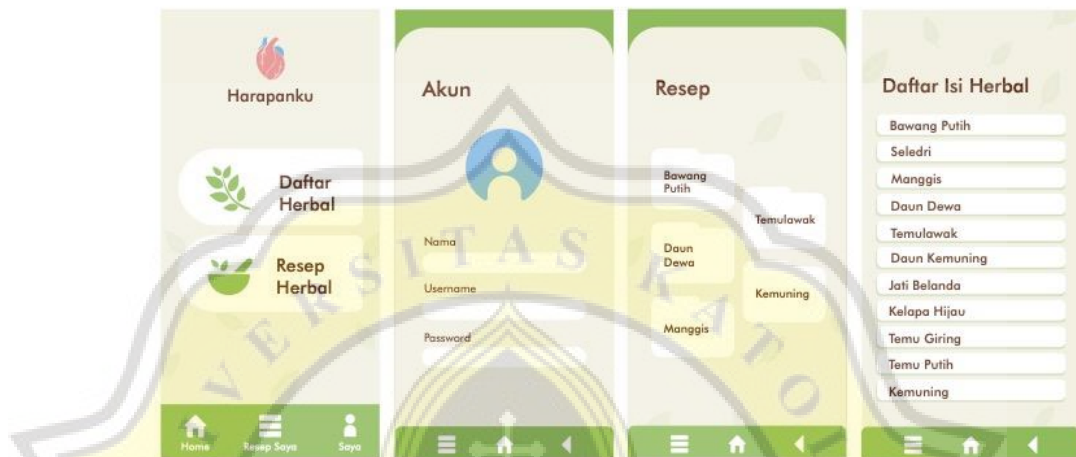 Harapanku
Daftar
Herbal
Resep
Herbal
Home
Resep Saya
Saya
Akun
Nama
Username
Password
Resep
Bawang
Putih
Temulawak
Daun
Dewa
Kemuning
Manggis
Daftar Isi Herbal
Bawang Putih
Seledri
Manggis
Daun Dewa
Temulawak
Daun Kemuning
Jati Belanda
Kelapa Hijau
Temu Giring
Temu Putih
Kemuning
VERSITAS KATOL